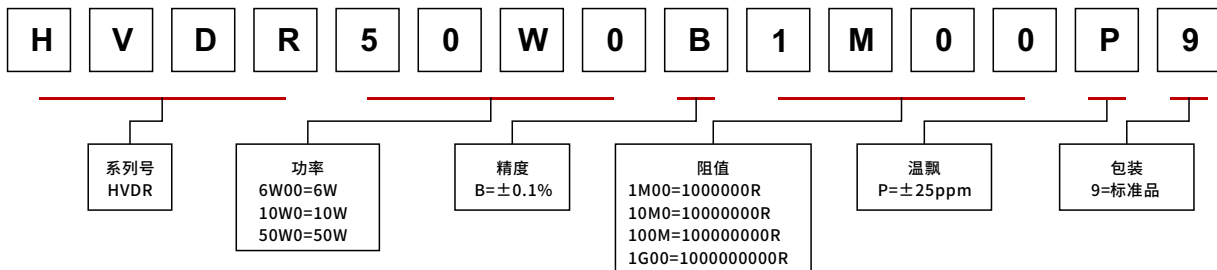 H V D R 5 0 W 0 B 1 M 0 0 P 9
系列号
HVDR
功率
6W00=6W
10W0=10W
50W0=50W
精度
B=±0.1%
阻值
1M00=1000000R
10M0=10000000R
100M=100000000R
1G00=1000000000R
温飘
P=±25ppm
包装
9=标准品